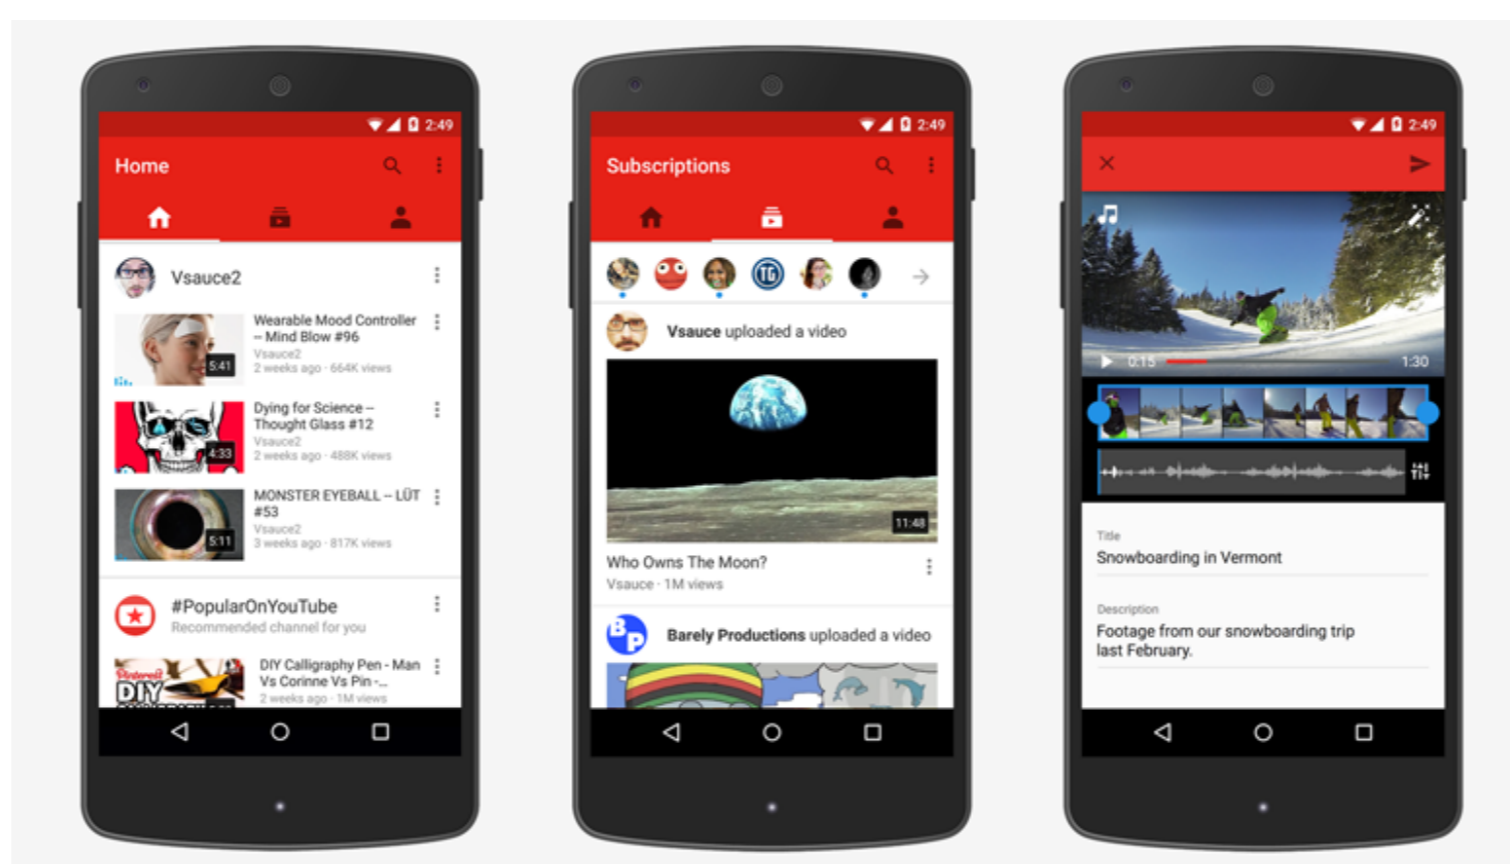 2:49
Home
Vsauce2
Wearable Mood Controller
– Mind Blow #96
Vsauce2
2 weeks ago · 664K views
5:41
Dying for Science –
Thought Glass #12
Vsauce2
2 weeks ago · 488K views
4:33
MONSTER EYEBALL – LÜT
#53
Vsauce2
3 weeks ago · 817K views
5:11
#PopularOnYouTube
Recommended channel for you
DIY Calligraphy Pen - Man
Vs Corinne Vs Pin -...
2 weeks ago · 1M views
Pinterest
DIY
2:49
Subscriptions
TG
Vsauce uploaded a video
11:48
Who Owns The Moon?
Vsauce · 1M views
BP
Barely Productions uploaded a video
2:49
0:15
1:30
Title
Snowboarding in Vermont
Description
Footage from our snowboarding trip
last February.